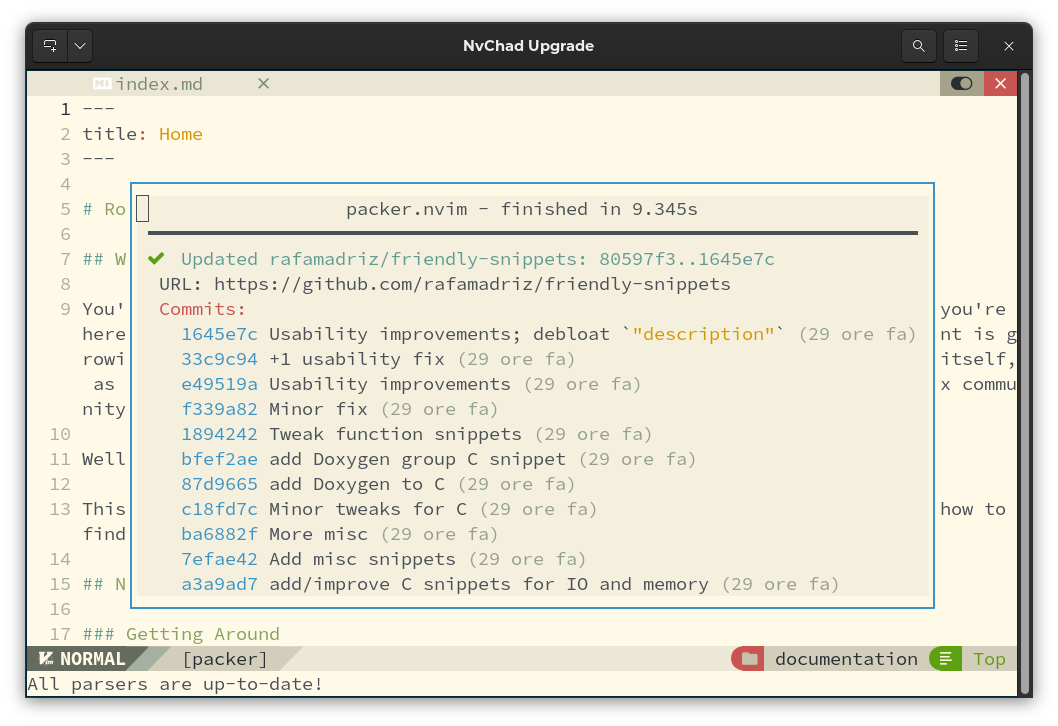 NvChad Upgrade
index.md
1 ---
2 title: Home
3 ---
4
5 # Ro
6
7 ## W
8
9 You' you're
here nt is g
rowi itself,
as x commu
nity
10
11 Well
12
13 This how to
find
14
15 ## N
16
17 ### Getting Around
packer.nvim - finished in 9.345s
✔ Updated rafamadriz/friendly-snippets: 80597f3..1645e7c
URL: https://github.com/rafamadriz/friendly-snippets
Commits:
1645e7c Usability improvements; debloat `"description"` (29 ore fa)
33c9c94 +1 usability fix (29 ore fa)
e49519a Usability improvements (29 ore fa)
f339a82 Minor fix (29 ore fa)
1894242 Tweak function snippets (29 ore fa)
bfef2ae add Doxygen group C snippet (29 ore fa)
87d9665 add Doxygen to C (29 ore fa)
c18fd7c Minor tweaks for C (29 ore fa)
ba6882f More misc (29 ore fa)
7efae42 Add misc snippets (29 ore fa)
a3a9ad7 add/improve C snippets for IO and memory (29 ore fa)
NORMAL [packer] documentation Top
All parsers are up-to-date!